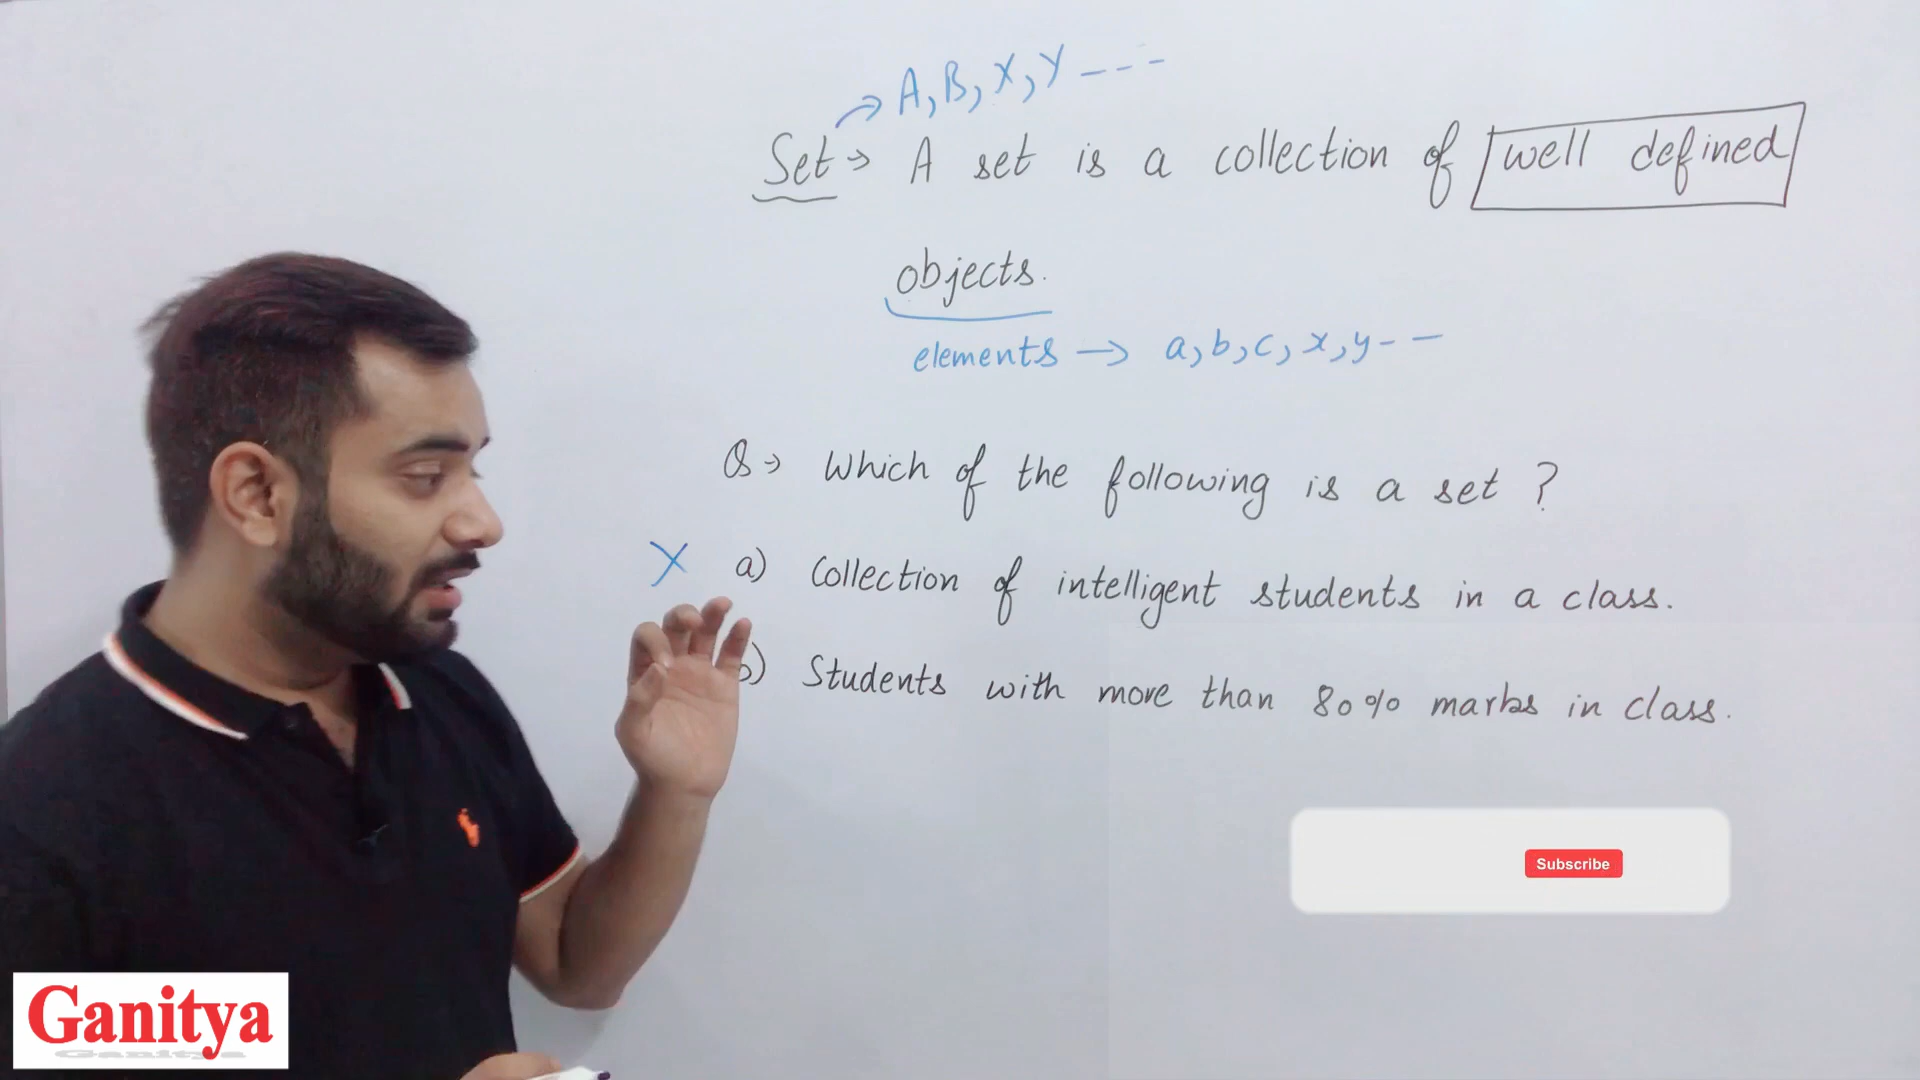 A, B, X, Y ---
Set → A set is a collection of well defined
objects.
elements → a, b, c, x, y --
Q → Which of the following is a set ?
X a) Collection of intelligent students in a class.
b) Students with more than 80% marks in class.
Subscribe
Ganitya